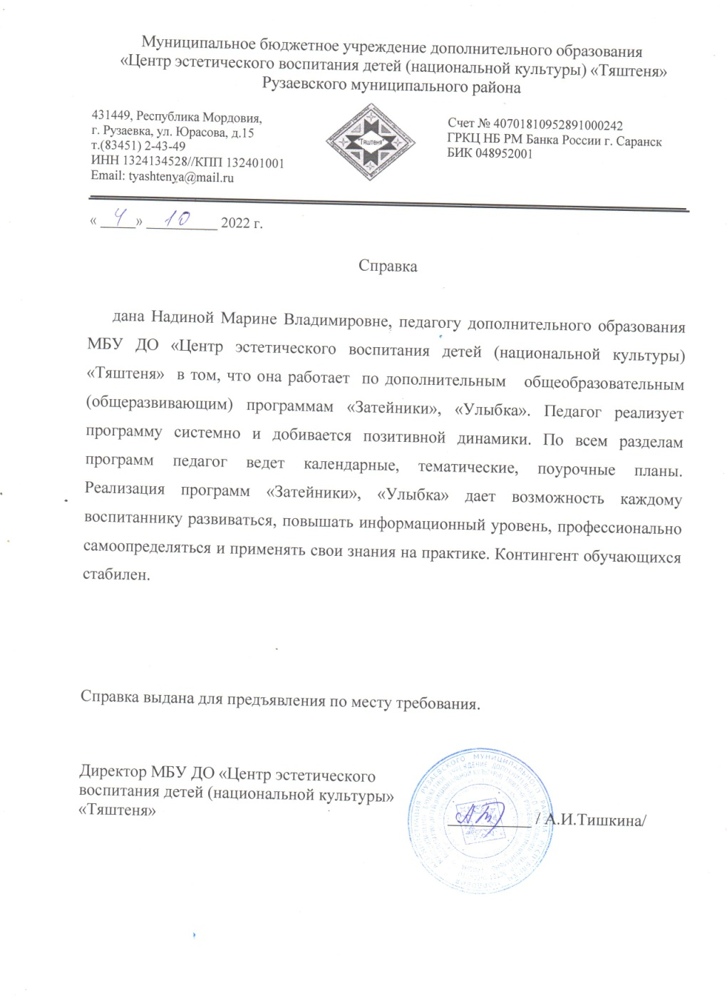 Муниципальное бюджетное учреждение дополнительного образования
«Центр эстетического воспитания детей (национальной культуры) «Тяштеня»
Рузаевского муниципального района
431449, Республика Мордовия,
г. Рузаевка, ул. Юрасова, д.15
т.(83451) 2-43-49
ИНН 1324134528//КПП 132401001
Email: tyashtenya@mail.ru
"Тяштеня"
Счет № 40701810952891000242
ГРКЦ НБ РМ Банка России г. Саранск
БИК 048952001
« 4 » 10 2022 г.
Справка
дана Надиной Марине Владимировне, педагогу дополнительного образования
МБУ ДО «Центр эстетического воспитания детей (национальной культуры)
«Тяштеня» в том, что она работает по дополнительным общеобразовательным
(общеразвивающим) программам «Затейники», «Улыбка». Педагог реализует
программу системно и добивается позитивной динамики. По всем разделам
программ педагог ведет календарные, тематические, поурочные планы.
Реализация программ «Затейники», «Улыбка» дает возможность каждому
воспитаннику развиваться, повышать информационный уровень, профессионально
самоопределяться и применять свои знания на практике. Контингент обучающихся
стабилен.
Справка выдана для предъявления по месту требования.
Директор МБУ ДО «Центр эстетического
воспитания детей (национальной культуры»
«Тяштеня»
/ А.И.Тишкина/
РУЗАЕВСКОГО МУНИЦИПАЛЬНОГО РАЙОНА